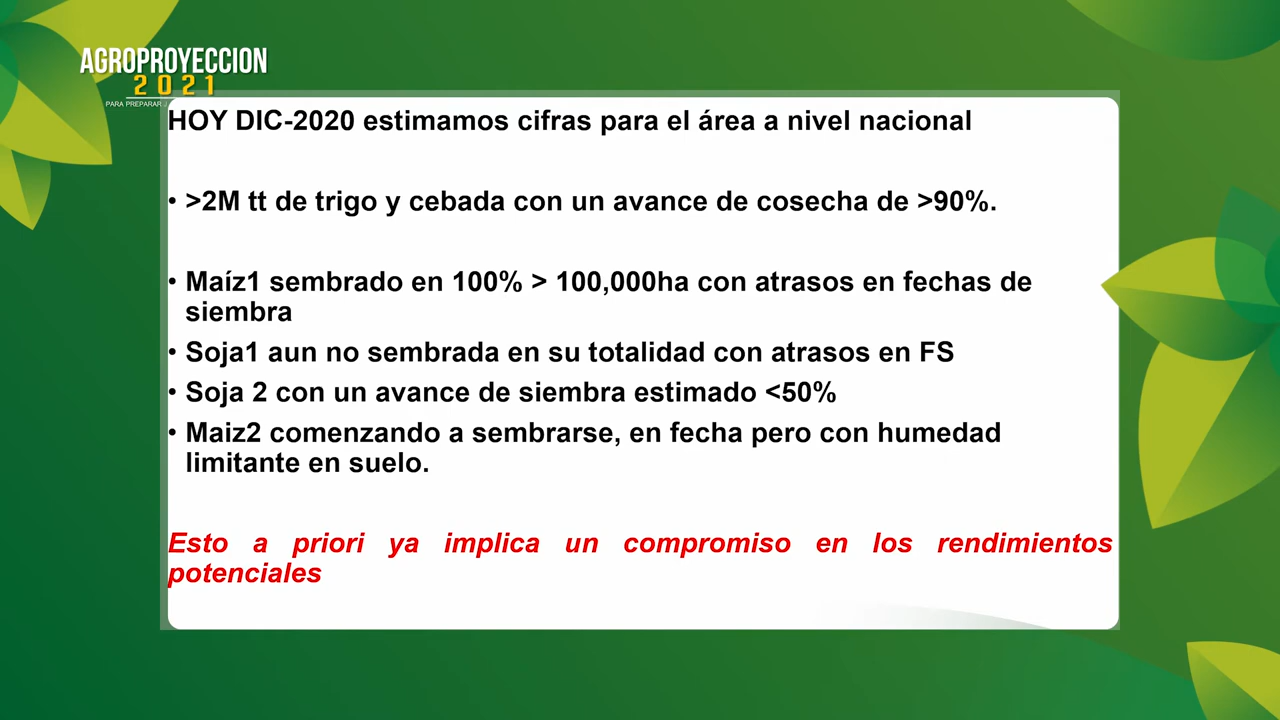 AGROPROYECCION
2021
PARA PREPARAR
HOY DIC-2020 estimamos cifras para el área a nivel nacional
• >2M tt de trigo y cebada con un avance de cosecha de >90%.
• Maíz1 sembrado en 100% > 100,000ha con atrasos en fechas de
siembra
• Soja1 aun no sembrada en su totalidad con atrasos en FS
• Soja 2 con un avance de siembra estimado <50%
• Maiz2 comenzando a sembrarse, en fecha pero con humedad
limitante en suelo.
Esto a priori ya implica un compromiso en los rendimientos
potenciales